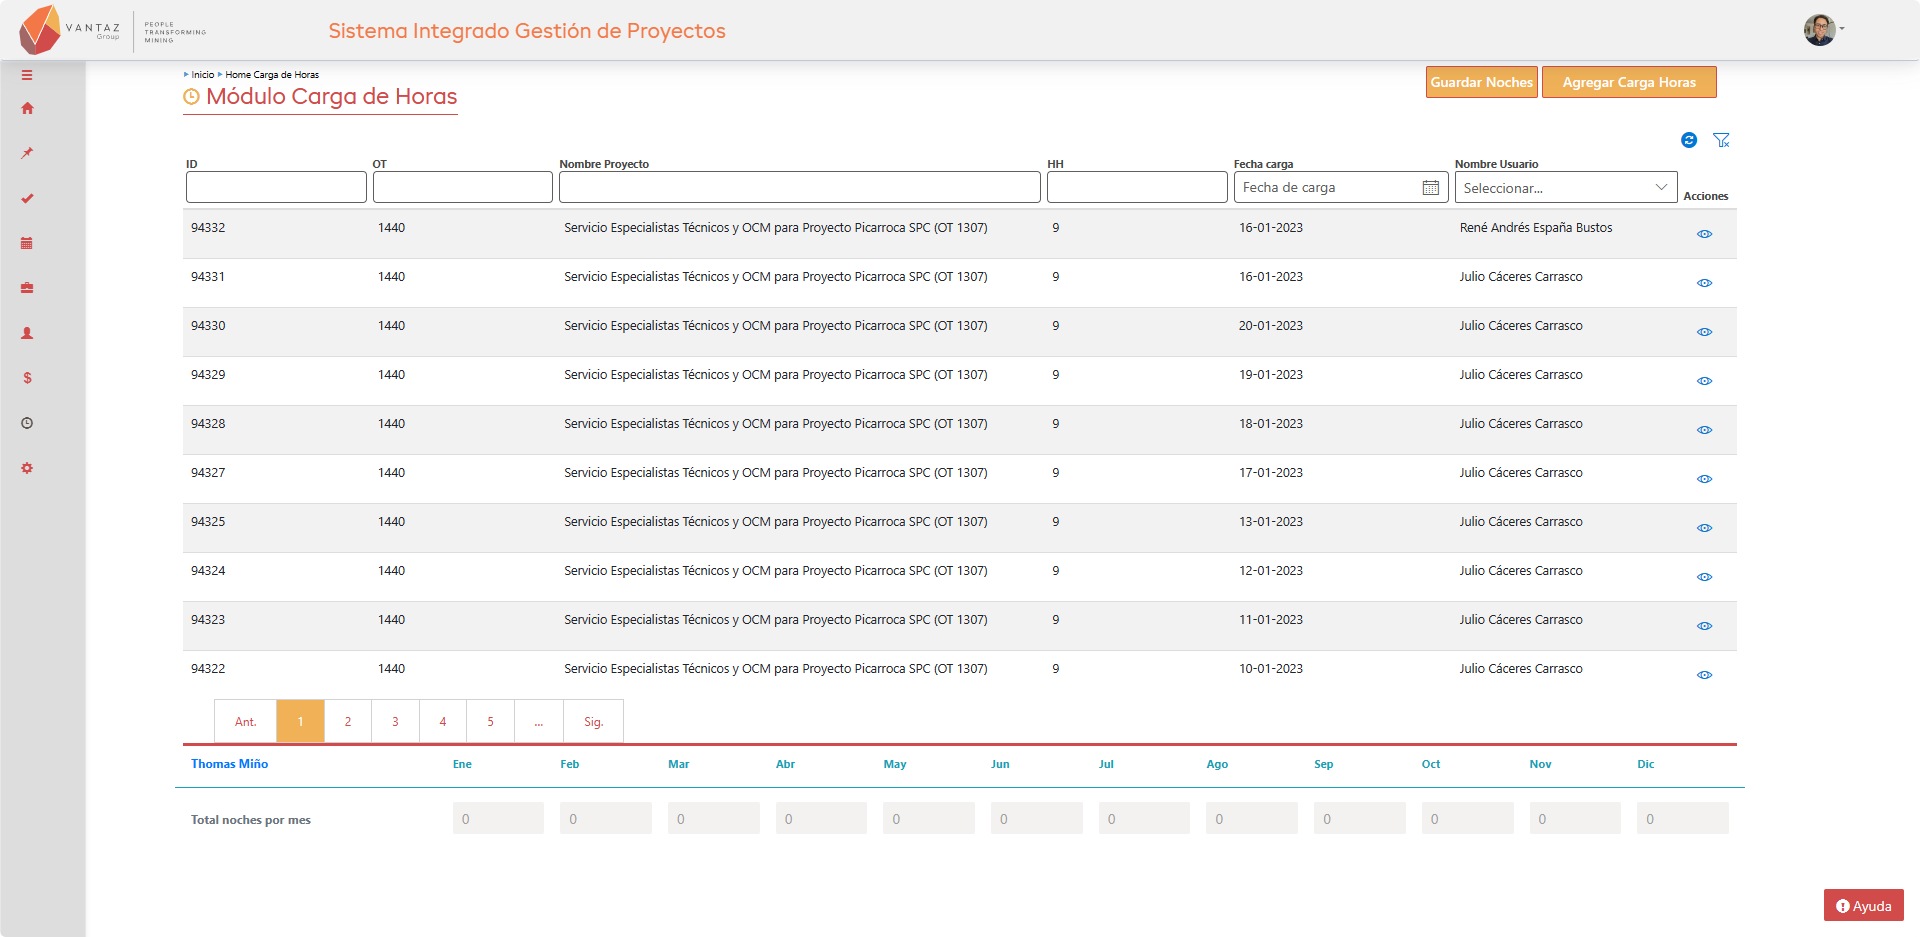 VANTAZ
Group
PEOPLE
TRANSFORMING
MINING
Sistema Integrado Gestión de Proyectos
Inicio Home Carga de Horas
Módulo Carga de Horas
Guardar Noches Agregar Carga Horas
ID OT Nombre Proyecto HH Fecha carga Nombre Usuario
Fecha de carga Seleccionar... Acciones
94332 1440 Servicio Especialistas Técnicos y OCM para Proyecto Picarroca SPC (OT 1307) 9 16-01-2023 René Andrés España Bustos
94331 1440 Servicio Especialistas Técnicos y OCM para Proyecto Picarroca SPC (OT 1307) 9 16-01-2023 Julio Cáceres Carrasco
94330 1440 Servicio Especialistas Técnicos y OCM para Proyecto Picarroca SPC (OT 1307) 9 20-01-2023 Julio Cáceres Carrasco
94329 1440 Servicio Especialistas Técnicos y OCM para Proyecto Picarroca SPC (OT 1307) 9 19-01-2023 Julio Cáceres Carrasco
94328 1440 Servicio Especialistas Técnicos y OCM para Proyecto Picarroca SPC (OT 1307) 9 18-01-2023 Julio Cáceres Carrasco
94327 1440 Servicio Especialistas Técnicos y OCM para Proyecto Picarroca SPC (OT 1307) 9 17-01-2023 Julio Cáceres Carrasco
94325 1440 Servicio Especialistas Técnicos y OCM para Proyecto Picarroca SPC (OT 1307) 9 13-01-2023 Julio Cáceres Carrasco
94324 1440 Servicio Especialistas Técnicos y OCM para Proyecto Picarroca SPC (OT 1307) 9 12-01-2023 Julio Cáceres Carrasco
94323 1440 Servicio Especialistas Técnicos y OCM para Proyecto Picarroca SPC (OT 1307) 9 11-01-2023 Julio Cáceres Carrasco
94322 1440 Servicio Especialistas Técnicos y OCM para Proyecto Picarroca SPC (OT 1307) 9 10-01-2023 Julio Cáceres Carrasco
Ant. 1 2 3 4 5 ... Sig.
Thomas Miño Ene Feb Mar Abr May Jun Jul Ago Sep Oct Nov Dic
Total noches por mes 0 0 0 0 0 0 0 0 0 0 0 0
Ayuda